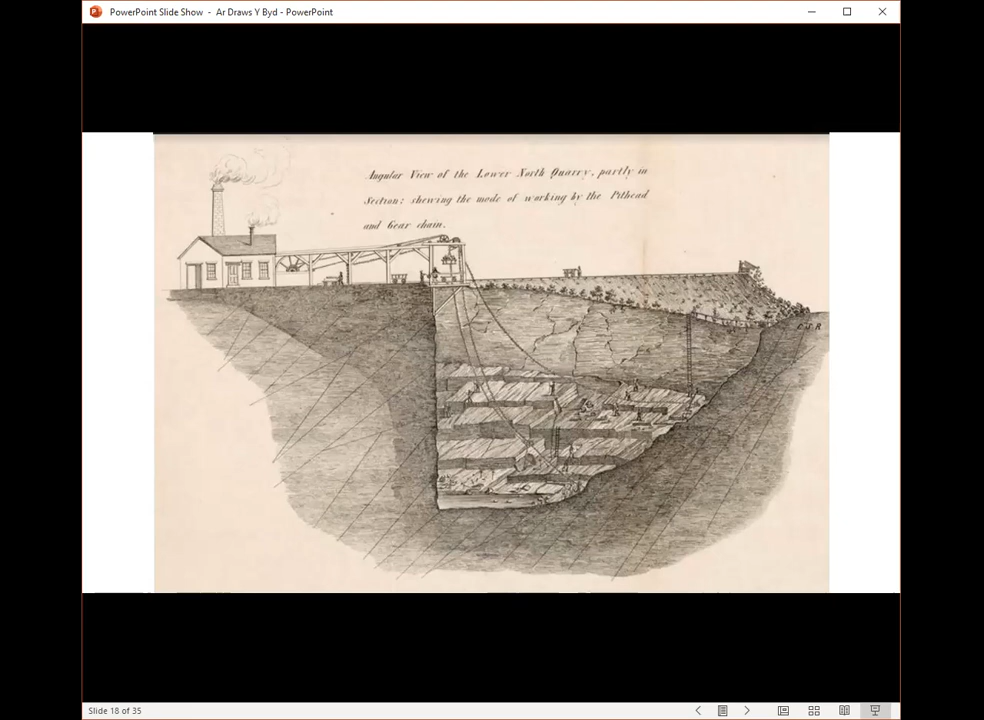 PowerPoint Slide Show - Ar Draws Y Byd - PowerPoint
Angular View of the Lower North Quarry, partly in
Section; shewing the mode of working by the Pithead
and Gear chain.
Slide 18 of 35